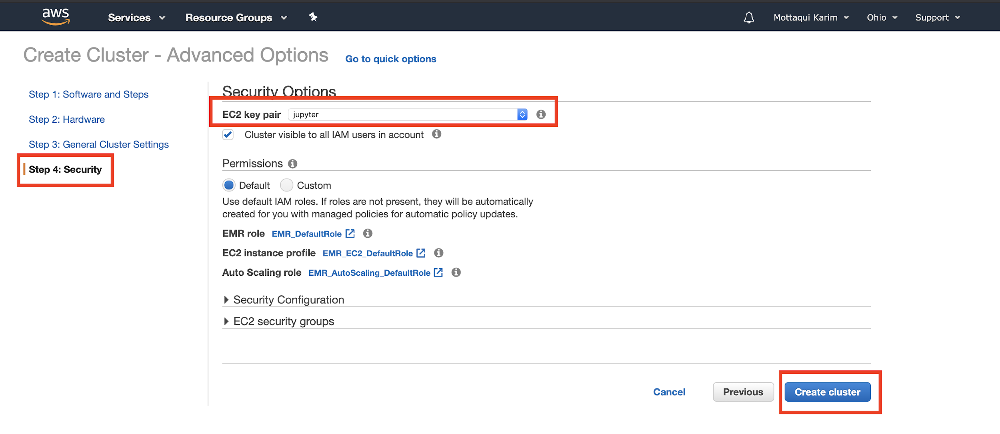 aws Services Resource Groups Mottaqui Karim Ohio Support
Create Cluster - Advanced Options Go to quick options
Step 1: Software and Steps
Step 2: Hardware
Step 3: General Cluster Settings
Step 4: Security
Security Options
EC2 key pair jupyter
Cluster visible to all IAM users in account
Permissions
Default Custom
Use default IAM roles. If roles are not present, they will be automatically
created for you with managed policies for automatic policy updates.
EMR role EMR_DefaultRole
EC2 instance profile EMR_EC2_DefaultRole
Auto Scaling role EMR_AutoScaling_DefaultRole
Security Configuration
EC2 security groups
Cancel Previous Create cluster